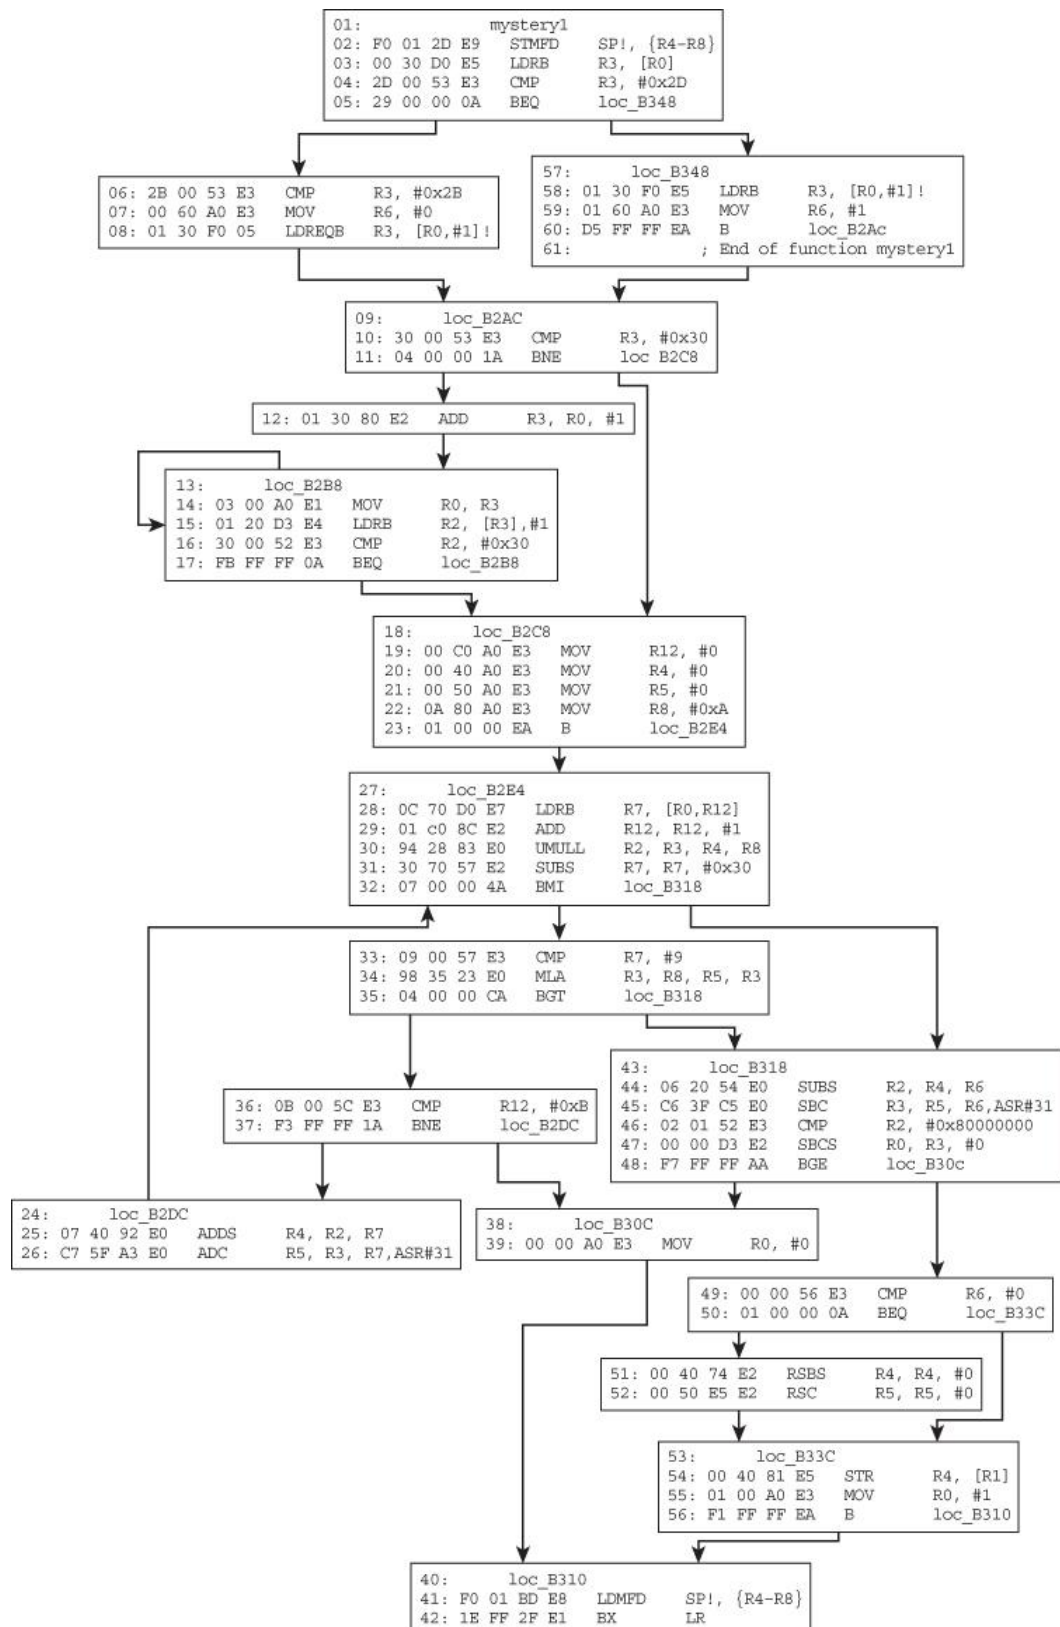 01: mystery1
02: F0 01 2D E9 STMFD SP!, {R4-R8}
03: 00 30 D0 E5 LDRB R3, [R0]
04: 2D 00 53 E3 CMP R3, #0x2D
05: 29 00 00 0A BEQ loc_B348
06: 2B 00 53 E3 CMP R3, #0x2B
07: 00 60 A0 E3 MOV R6, #0
08: 01 30 F0 05 LDREQB R3, [R0,#1]!
57: loc_B348
58: 01 30 F0 E5 LDRB R3, [R0,#1]!
59: 01 60 A0 E3 MOV R6, #1
60: D5 FF FF EA B loc_B2Ac
61: ; End of function mystery1
09: loc_B2AC
10: 30 00 53 E3 CMP R3, #0x30
11: 04 00 00 1A BNE loc B2C8
12: 01 30 80 E2 ADD R3, R0, #1
13: loc_B2B8
14: 03 00 A0 E1 MOV R0, R3
15: 01 20 D3 E4 LDRB R2, [R3],#1
16: 30 00 52 E3 CMP R2, #0x30
17: FB FF FF 0A BEQ loc_B2B8
18: loc_B2C8
19: 00 C0 A0 E3 MOV R12, #0
20: 00 40 A0 E3 MOV R4, #0
21: 00 50 A0 E3 MOV R5, #0
22: 0A 80 A0 E3 MOV R8, #0xA
23: 01 00 00 EA B loc_B2E4
27: loc_B2E4
28: 0C 70 D0 E7 LDRB R7, [R0,R12]
29: 01 c0 8C E2 ADD R12, R12, #1
30: 94 28 83 E0 UMULL R2, R3, R4, R8
31: 30 70 57 E2 SUBS R7, R7, #0x30
32: 07 00 00 4A BMI loc_B318
33: 09 00 57 E3 CMP R7, #9
34: 98 35 23 E0 MLA R3, R8, R5, R3
35: 04 00 00 CA BGT loc_B318
43: loc_B318
44: 06 20 54 E0 SUBS R2, R4, R6
45: C6 3F C5 E0 SBC R3, R5, R6,ASR#31
46: 02 01 52 E3 CMP R2, #0x80000000
47: 00 00 D3 E2 SBCS R0, R3, #0
48: F7 FF FF AA BGE loc_B30c
36: 0B 00 5C E3 CMP R12, #0xB
37: F3 FF FF 1A BNE loc_B2DC
24: loc_B2DC
25: 07 40 92 E0 ADDS R4, R2, R7
26: C7 5F A3 E0 ADC R5, R3, R7,ASR#31
38: loc_B30C
39: 00 00 A0 E3 MOV R0, #0
49: 00 00 56 E3 CMP R6, #0
50: 01 00 00 0A BEQ loc_B33C
51: 00 40 74 E2 RSBS R4, R4, #0
52: 00 50 E5 E2 RSC R5, R5, #0
53: loc_B33C
54: 00 40 81 E5 STR R4, [R1]
55: 01 00 A0 E3 MOV R0, #1
56: F1 FF FF EA B loc_B310
40: loc_B310
41: F0 01 BD E8 LDMFD SP!, {R4-R8}
42: 1E FF 2F E1 BX LR